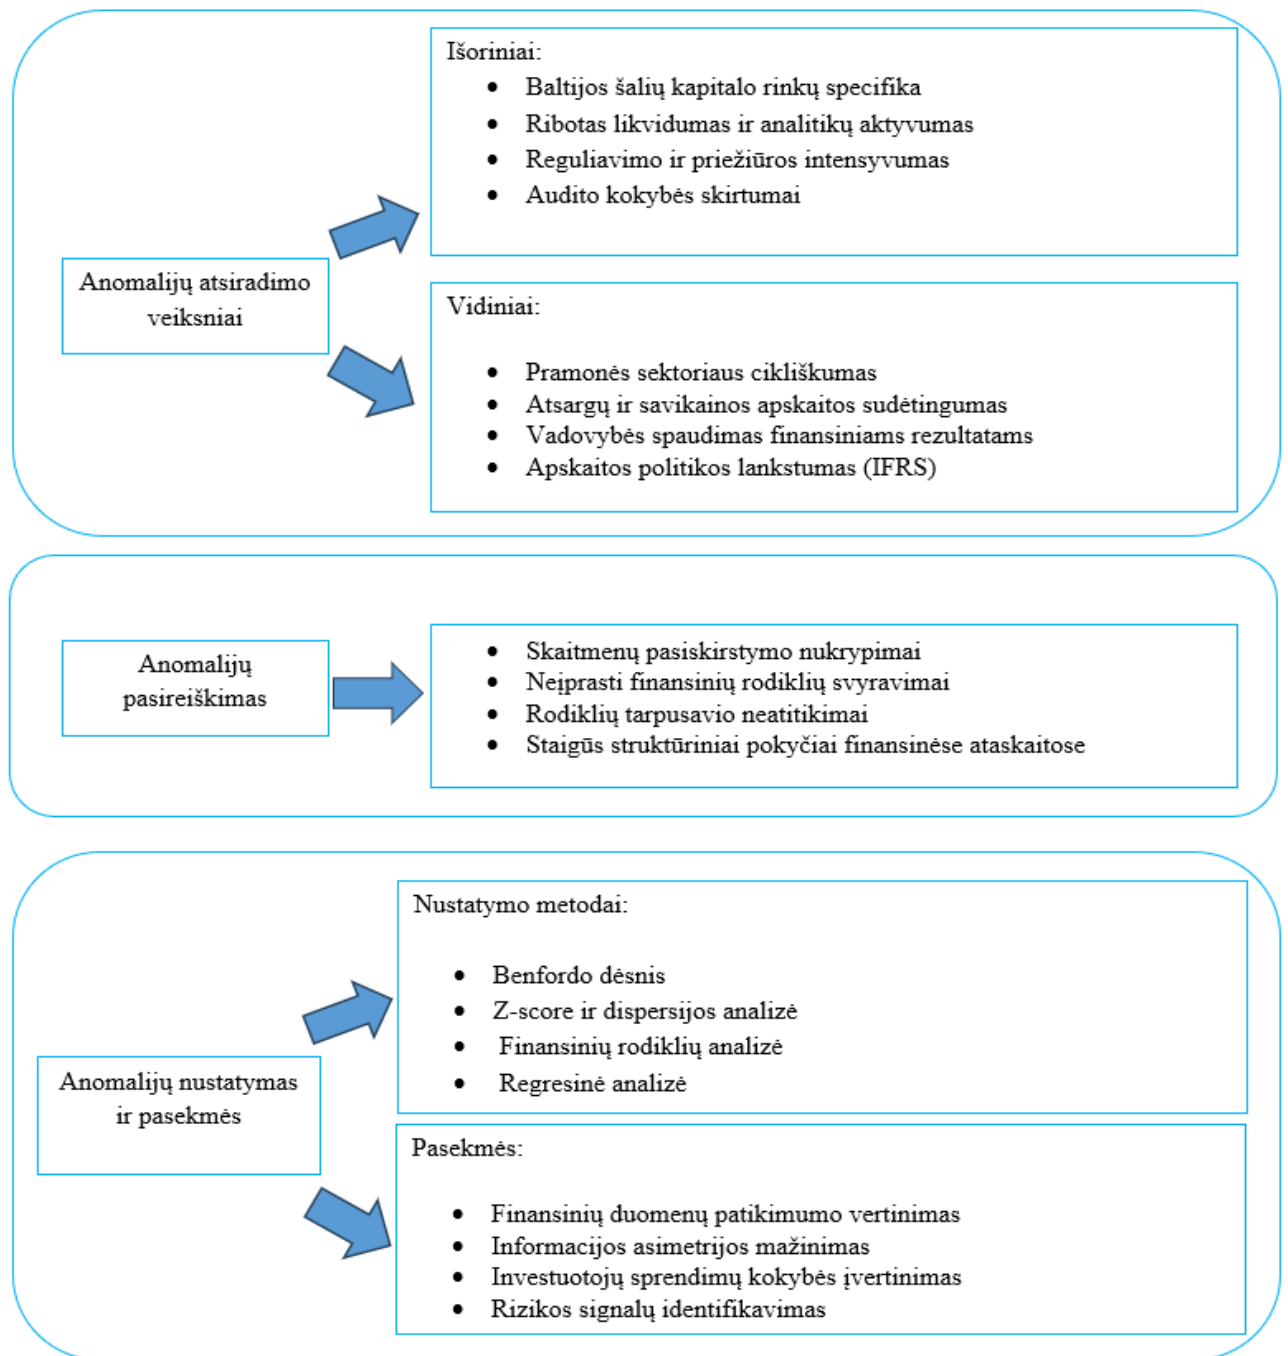 Išoriniai:
• Baltijos šalių kapitalo rinkų specifika
• Ribotas likvidumas ir analitikų aktyvumas
• Reguliavimo ir priežiūros intensyvumas
• Audito kokybės skirtumai
Anomalijų atsiradimo
veiksniai
Vidiniai:
• Pramonės sektoriaus cikliškumas
• Atsargų ir savikainos apskaitos sudėtingumas
• Vadovybės spaudimas finansiniams rezultatams
• Apskaitos politikos lankstumas (IFRS)
Anomalijų
pasireiškimas
• Skaitmenų pasiskirstymo nukrypimai
• Neįprasti finansinių rodiklių svyravimai
• Rodiklių tarpusavio neatitikimai
• Staigūs struktūriniai pokyčiai finansinėse ataskaitose
Nustatymo metodai:
• Benfordo dėsnis
• Z-score ir dispersijos analizė
• Finansinių rodiklių analizė
• Regresinė analizė
Anomalijų nustatymas
ir pasekmės
Pasekmės:
• Finansinių duomenų patikimumo vertinimas
• Informacijos asimetrijos mažinimas
• Investuotojų sprendimų kokybės įvertinimas
• Rizikos signalų identifikavimas